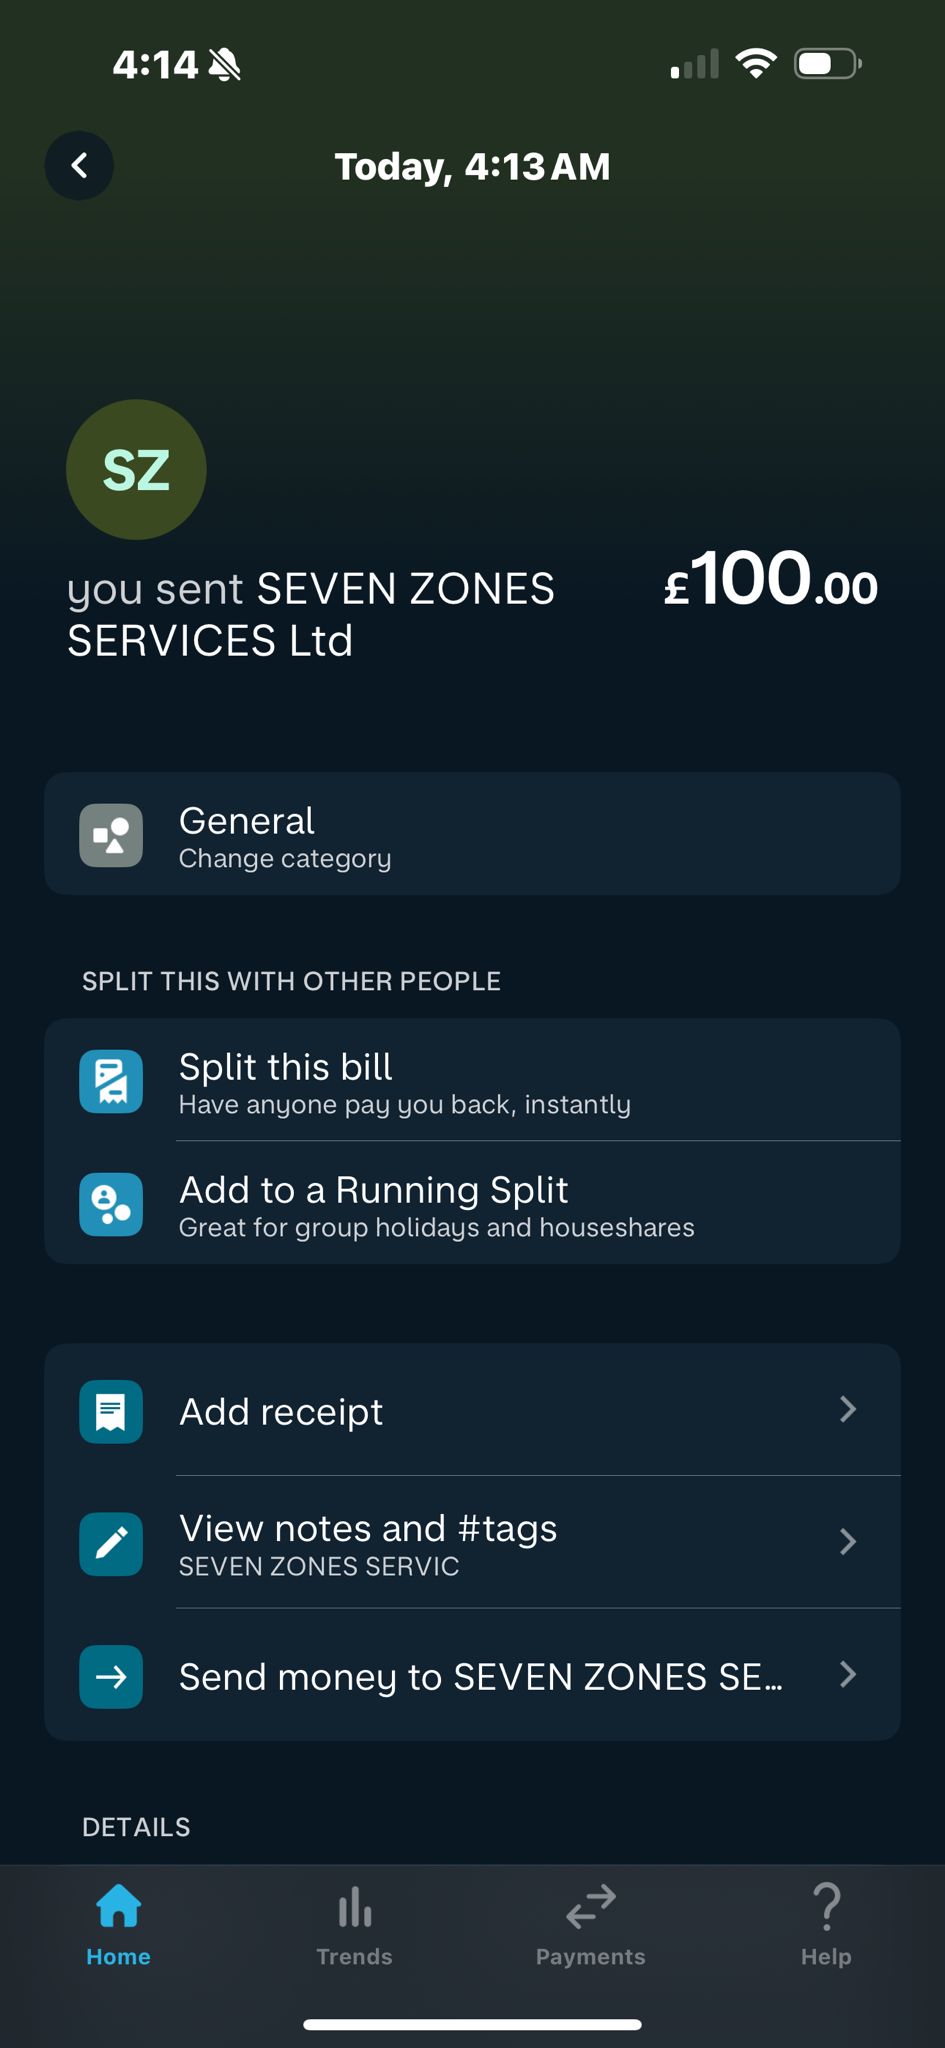 4:14
Today, 4:13 AM
SZ
you sent SEVEN ZONES
SERVICES Ltd
£100.00
General
Change category
SPLIT THIS WITH OTHER PEOPLE
Split this bill
Have anyone pay you back, instantly
Add to a Running Split
Great for group holidays and houseshares
Add receipt
View notes and #tags
SEVEN ZONES SERVIC
Send money to SEVEN ZONES SE...
DETAILS
Home
Trends
Payments
Help